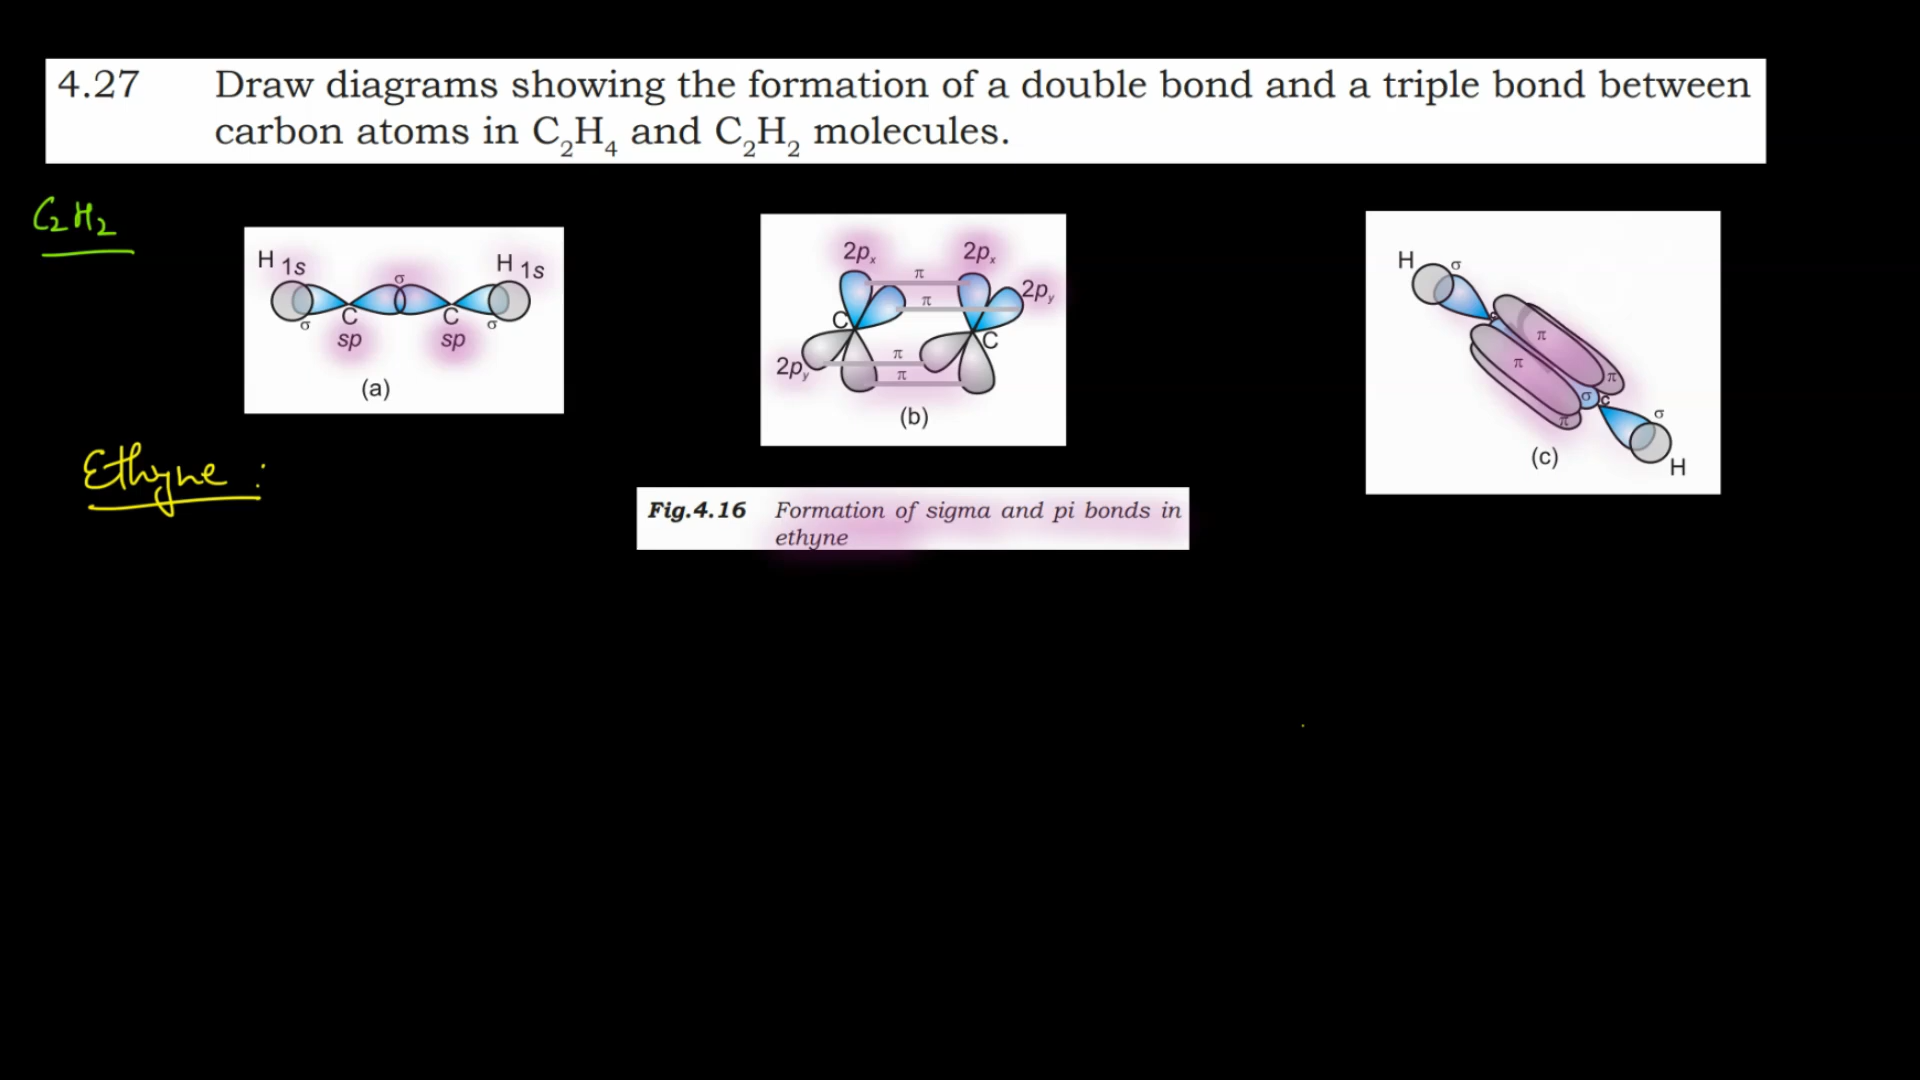 4.27 Draw diagrams showing the formation of a double bond and a triple bond between
carbon atoms in C₂H₄ and C₂H₂ molecules.
C₂H₂
H 1s
σ
H 1s
σ
C
C
σ
sp
sp
(a)
2pₓ
2pₓ
π
2pᵧ
π
C
C
π
2pᵧ
π
(b)
H
σ
c
π
π
π
σ
c
π
σ
(c)
H
Ethyne :
Fig.4.16 Formation of sigma and pi bonds in
ethyne